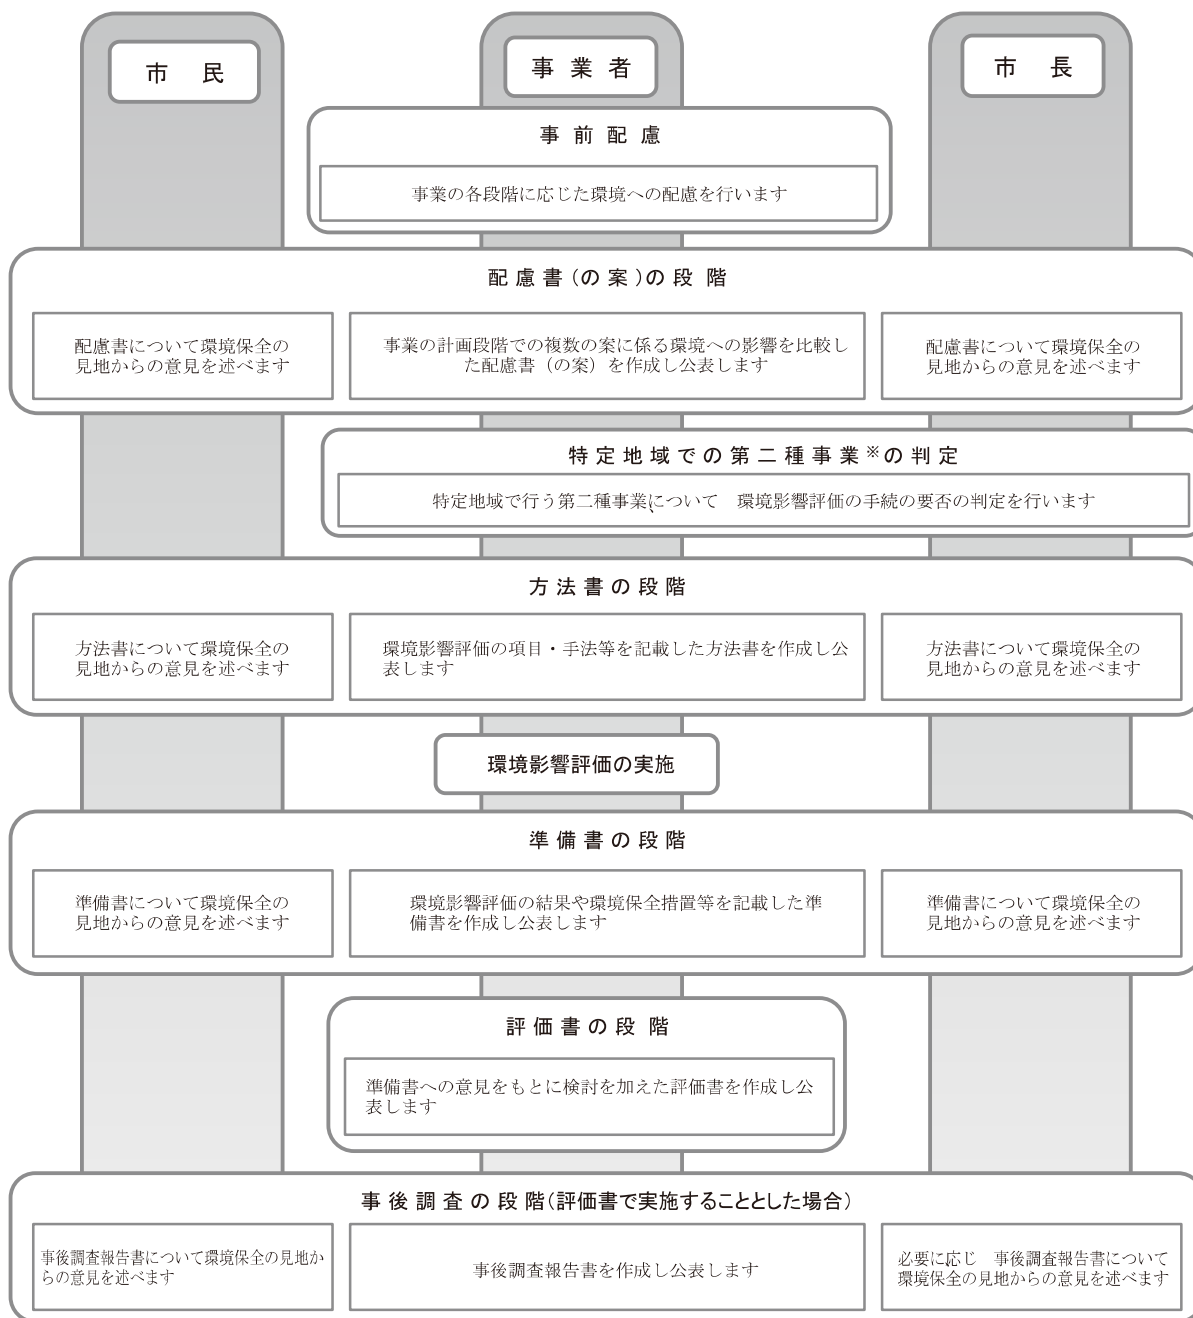 市 民
事 業 者
市 長
事 前 配 慮
事業の各段階に応じた環境への配慮を行います
配 慮 書 (の 案 )の 段 階
配慮書について環境保全の
見地からの意見を述べます
事業の計画段階での複数の案に係る環境への影響を比較し
た配慮書（の案）を作成し公表します
配慮書について環境保全の
見地からの意見を述べます
特 定 地 域 で の 第 二 種 事 業 ※ の 判 定
特定地域で行う第二種事業について、環境影響評価の手続の要否の判定を行います
方 法 書 の 段 階
方法書について環境保全の
見地からの意見を述べます
環境影響評価の項目・手法等を記載した方法書を作成し公
表します
方法書について環境保全の
見地からの意見を述べます
環境影響評価の実施
準 備 書 の 段 階
準備書について環境保全の
見地からの意見を述べます
環境影響評価の結果や環境保全措置等を記載した準
備書を作成し公表します
準備書について環境保全の
見地からの意見を述べます
評 価 書 の 段 階
準備書への意見をもとに検討を加えた評価書を作成し公
表します
事 後 調 査 の 段 階 (評価書で実施することとした場合)
事後調査報告書について環境保全の見地か
らの意見を述べます
事後調査報告書を作成し公表します
必要に応じ、事後調査報告書について
環境保全の見地からの意見を述べます